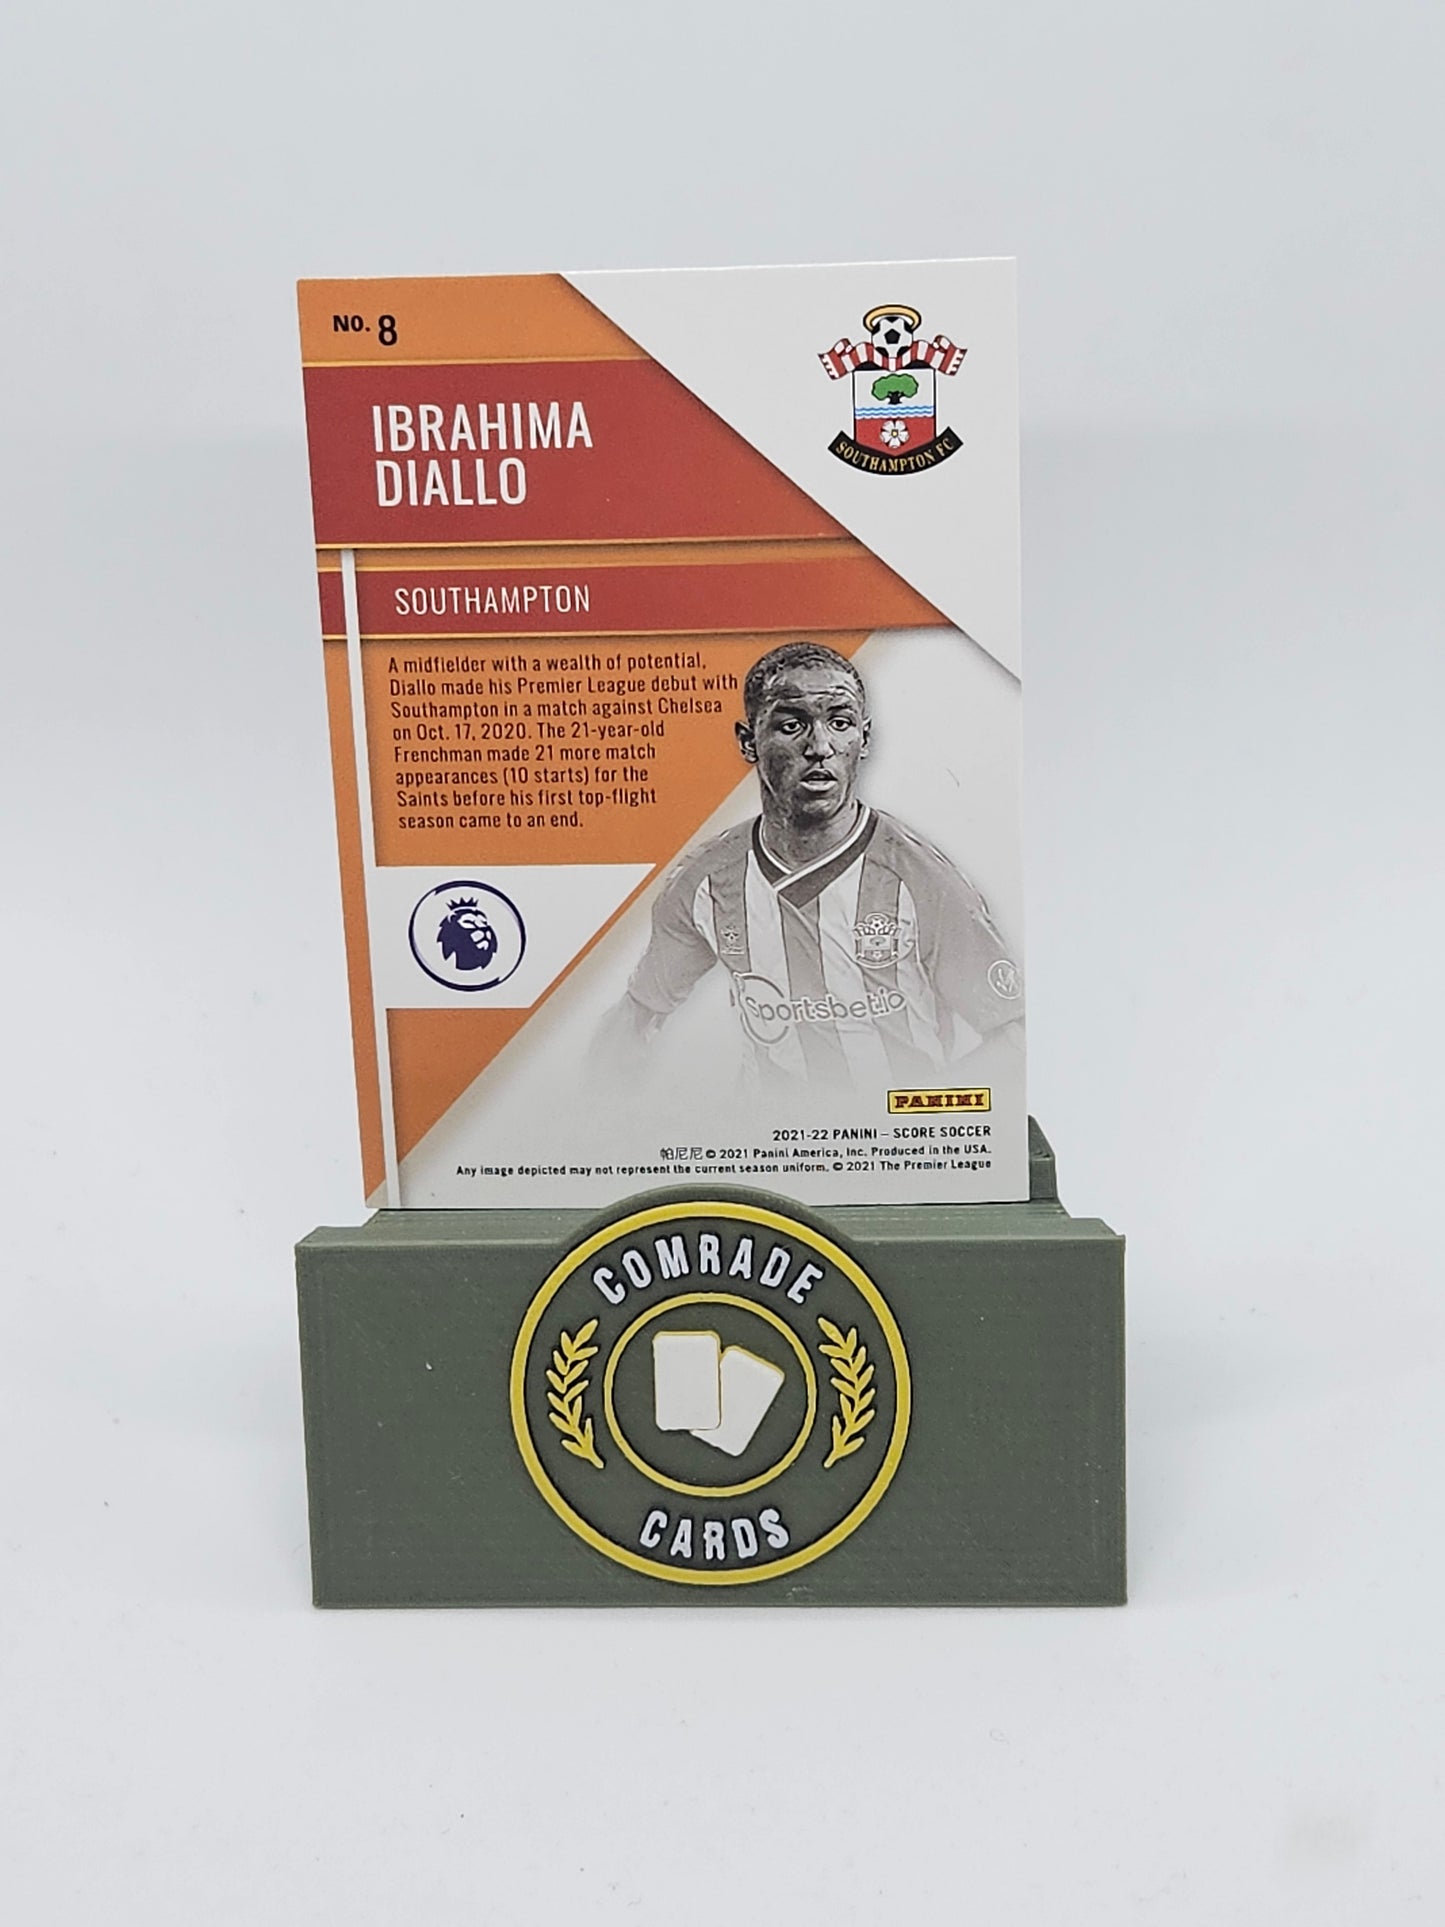 NO. 8
SOUTHAMPTON FC
IBRAHIMA
DIALLO
SOUTHAMPTON
A midfielder with a wealth of potential,
Diallo made his Premier League debut with
Southampton in a match against Chelsea
on Oct. 17, 2020. The 21-year-old
Frenchman made 21 more match
appearances (10 starts) for the
Saints before his first top-flight
season came to an end.
Sportsbet.io
PANINI
2021-22 PANINI – SCORE SOCCER
帕尼尼 © 2021 Panini America, Inc. Produced in the USA.
Any image depicted may not represent the current season uniform. © 2021 The Premier League
COMRADE
CARDS